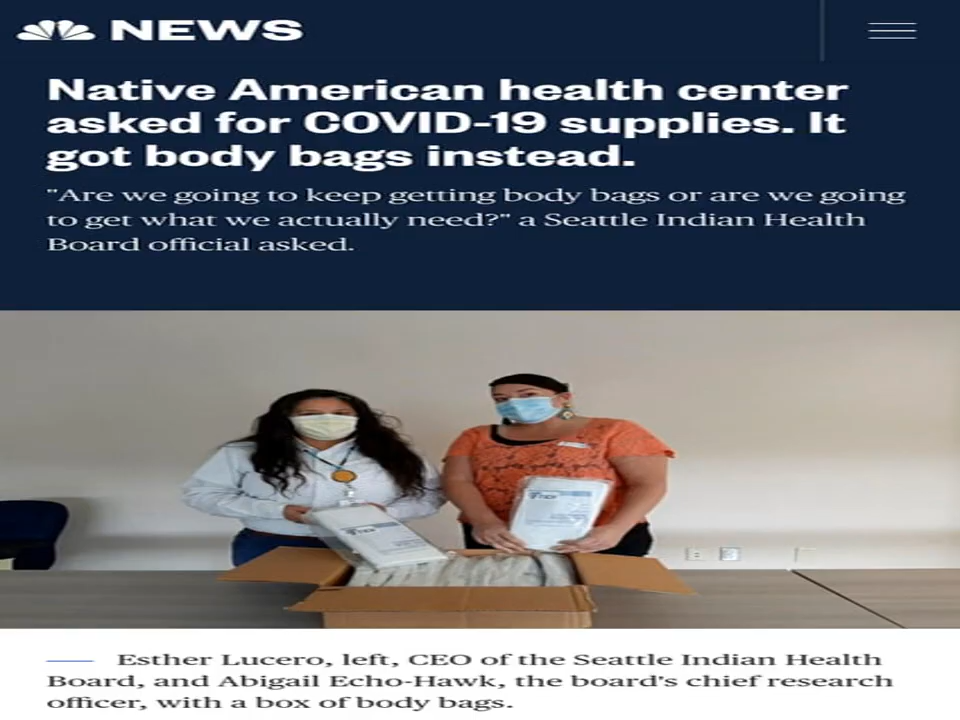 NEWS
Native American health center
asked for COVID-19 supplies. It
got body bags instead.
"Are we going to keep getting body bags or are we going
to get what we actually need?" a Seattle Indian Health
Board official asked.
Esther Lucero, left, CEO of the Seattle Indian Health
Board, and Abigail Echo-Hawk, the board's chief research
officer, with a box of body bags.